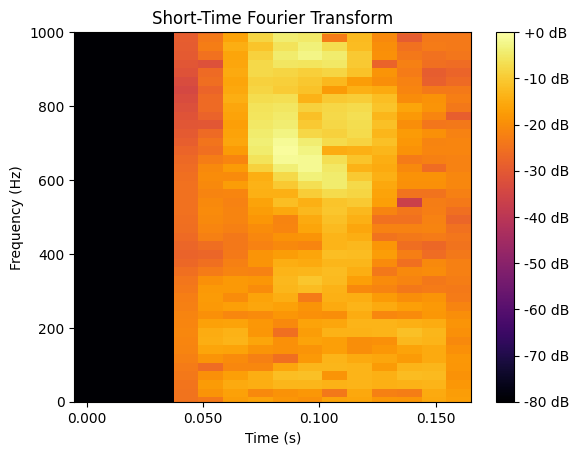 Short-Time Fourier Transform
1000
800
600
400
200
0
Frequency (Hz)
0.000
0.050
0.100
0.150
Time (s)
+0 dB
-10 dB
-20 dB
-30 dB
-40 dB
-50 dB
-60 dB
-70 dB
-80 dB